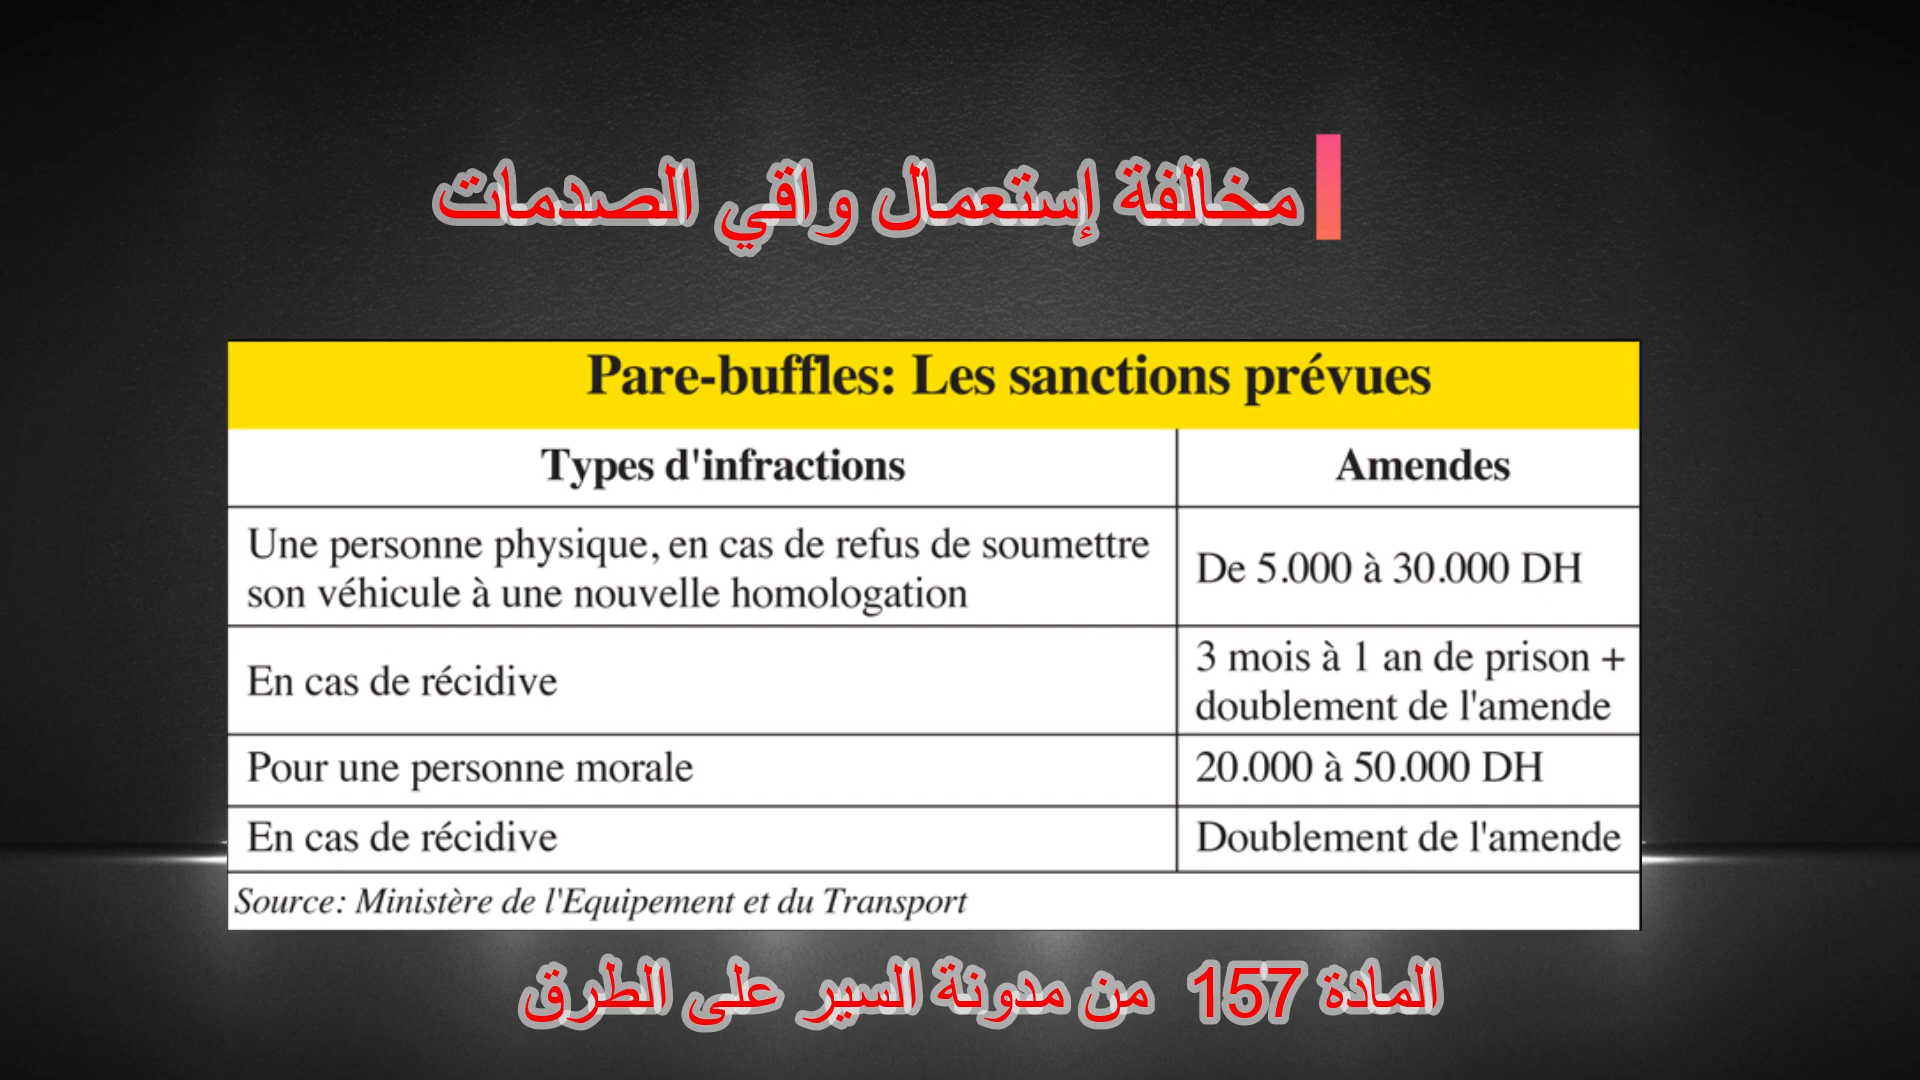 مخالفة إستعمال واقي الصدمات
Pare-buffles: Les sanctions prévues
Types d'infractions
Amendes
Une personne physique, en cas de refus de soumettre
son véhicule à une nouvelle homologation
De 5.000 à 30.000 DH
En cas de récidive
3 mois à 1 an de prison +
doublement de l'amende
Pour une personne morale
20.000 à 50.000 DH
En cas de récidive
Doublement de l'amende
Source: Ministère de l'Equipement et du Transport
المادة 157 من مدونة السير على الطرق